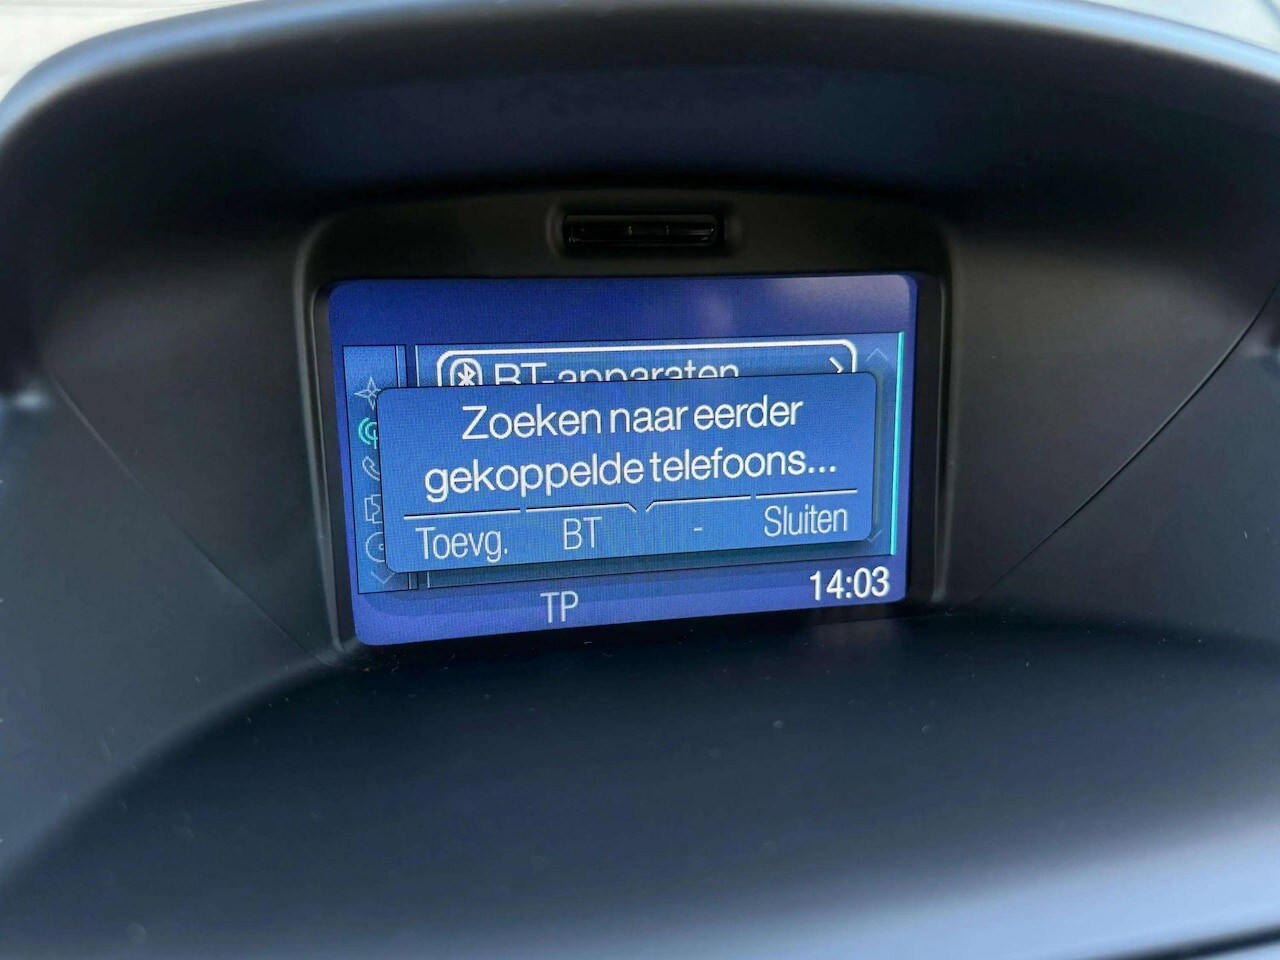 BT-apparaten
Zoeken naar eerder
gekoppelde telefoons...
Toevg. BT - Sluiten
TP 14:03